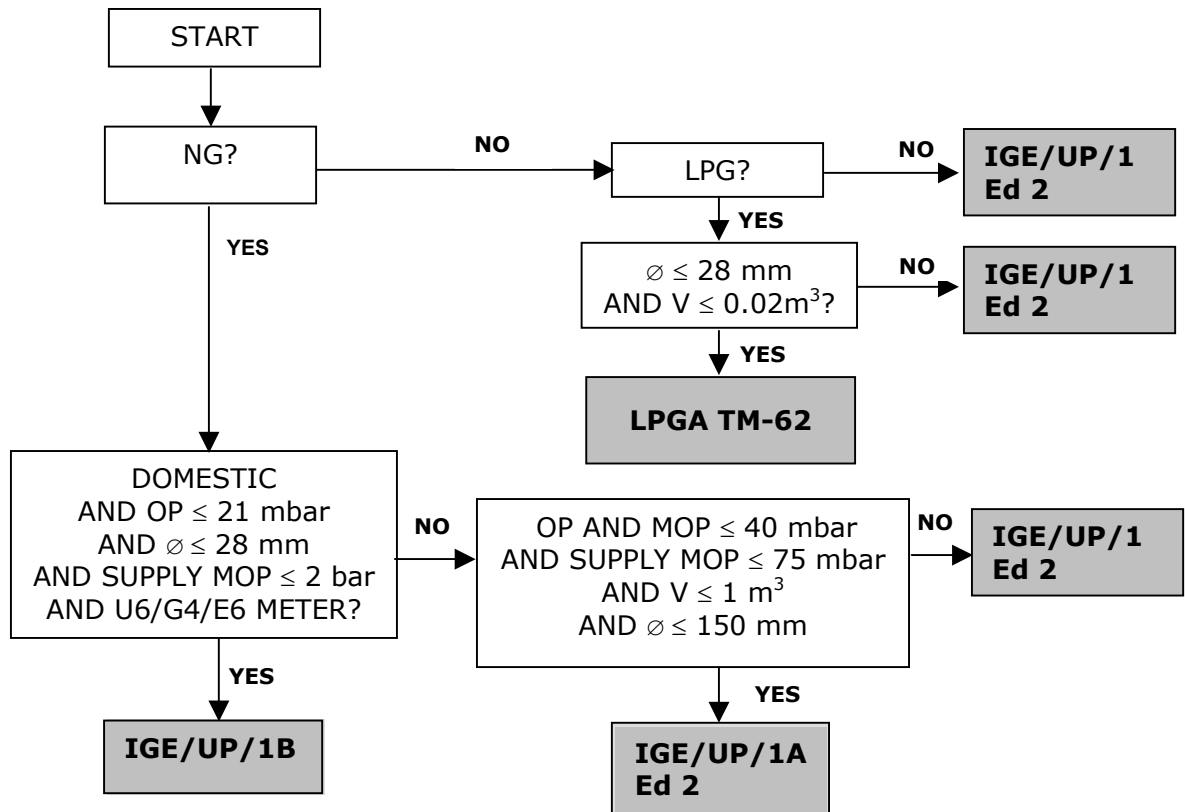 START
NG?
NO
LPG?
NO
IGE/UP/1
Ed 2
YES
YES
∅ ≤ 28 mm
AND V ≤ 0.02m³?
NO
IGE/UP/1
Ed 2
YES
LPGA TM-62
DOMESTIC
AND OP ≤ 21 mbar
AND ∅ ≤ 28 mm
AND SUPPLY MOP ≤ 2 bar
AND U6/G4/E6 METER?
NO
OP AND MOP ≤ 40 mbar
AND SUPPLY MOP ≤ 75 mbar
AND V ≤ 1 m³
AND ∅ ≤ 150 mm
NO
IGE/UP/1
Ed 2
YES
IGE/UP/1B
YES
IGE/UP/1A
Ed 2